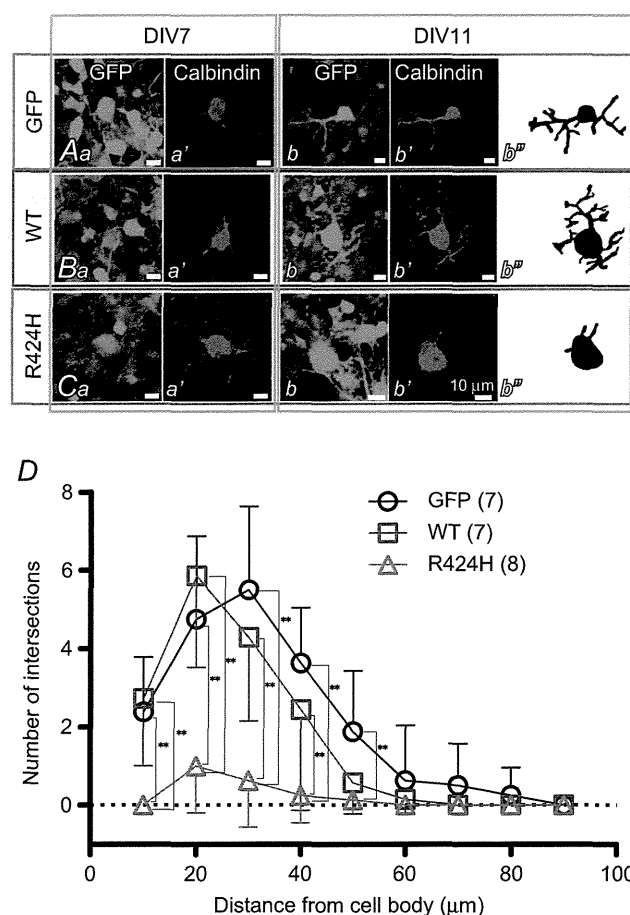 DIV7 DIV11
GFP Calbindin GFP Calbindin
GFP
Aa a' b b' b"
WT
Ba a' b b' b"
R424H
Ca a' b b' 10 μm b"
D
Number of intersections
8
6
4
2
0
GFP (7)
WT (7)
R424H (8)
** ** ** ** ** ** ** ** ** **
0 20 40 60 80 100
Distance from cell body (μm)